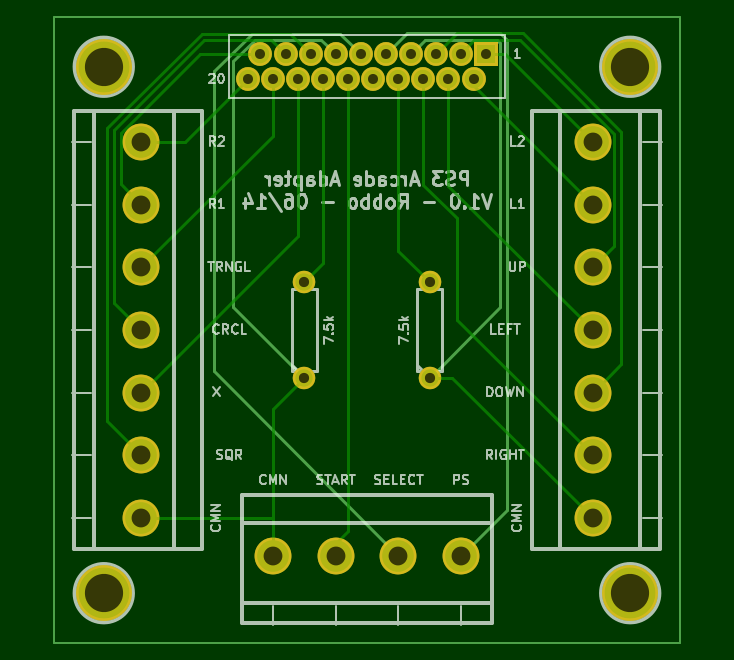 1
20
R2
L2
PS3 Arcade Adapter
V1.0 - Robbo - 06/14
R1
L1
TRNGL
UP
CRCL
7.5k
7.5k
LEFT
X
DOWN
SQR
RIGHT
CMN
START
SELECT
PS
CMN
CMN